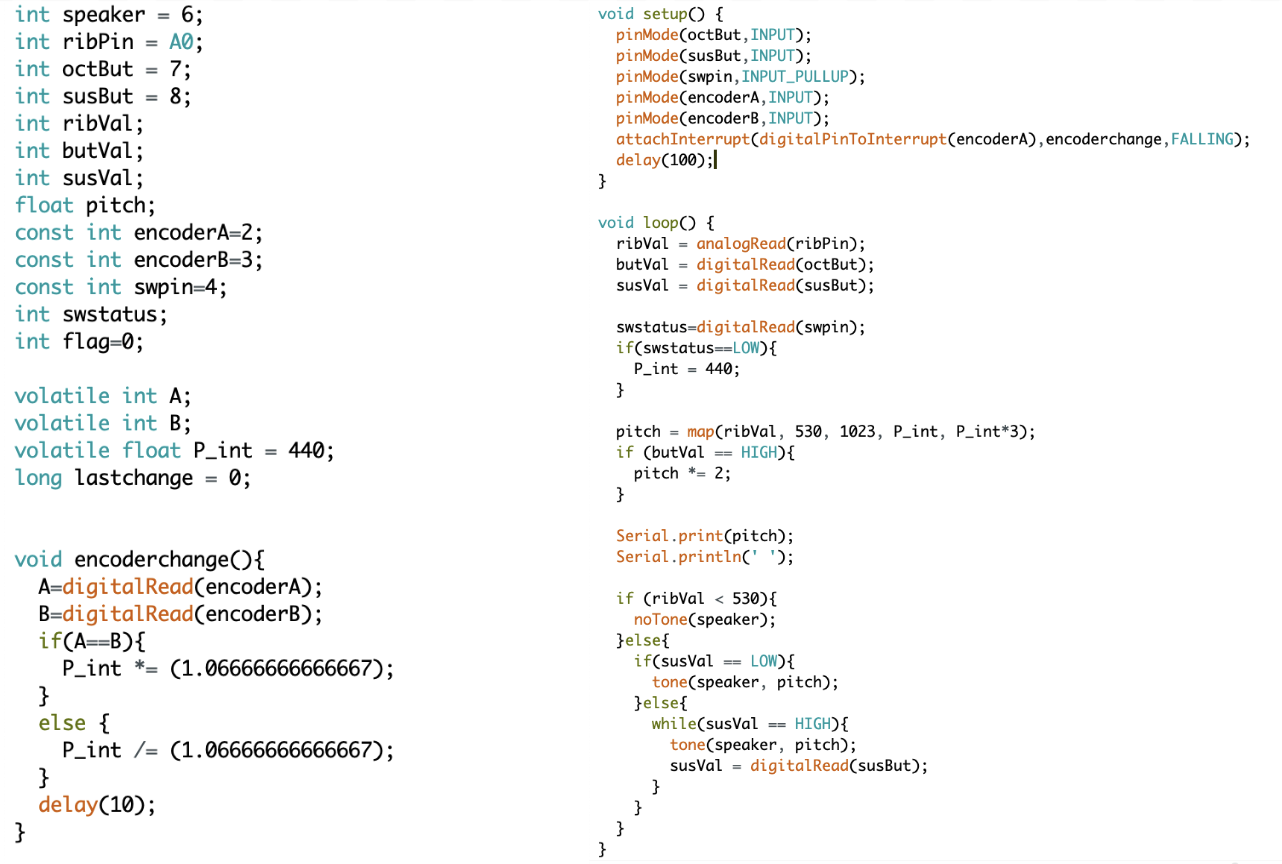 int speaker = 6;
int ribPin = A0;
int octBut = 7;
int susBut = 8;
int ribVal;
int butVal;
int susVal;
float pitch;
const int encoderA=2;
const int encoderB=3;
const int swpin=4;
int swstatus;
int flag=0;

volatile int A;
volatile int B;
volatile float P_int = 440;
long lastchange = 0;


void encoderchange(){
  A=digitalRead(encoderA);
  B=digitalRead(encoderB);
  if(A==B){
    P_int *= (1.06666666666667);
  }
  else {
    P_int /= (1.06666666666667);
  }
  delay(10);
}

void setup() {
  pinMode(octBut,INPUT);
  pinMode(susBut,INPUT);
  pinMode(swpin,INPUT_PULLUP);
  pinMode(encoderA,INPUT);
  pinMode(encoderB,INPUT);
  attachInterrupt(digitalPinToInterrupt(encoderA),encoderchange,FALLING);
  delay(100);
}

void loop() {
  ribVal = analogRead(ribPin);
  butVal = digitalRead(octBut);
  susVal = digitalRead(susBut);

  swstatus=digitalRead(swpin);
  if(swstatus==LOW){
    P_int = 440;
  }

  pitch = map(ribVal, 530, 1023, P_int, P_int*3);
  if (butVal == HIGH){
    pitch *= 2;
  }

  Serial.print(pitch);
  Serial.println(' ');

  if (ribVal < 530){
    noTone(speaker);
  }else{
    if(susVal == LOW){
      tone(speaker, pitch);
    }else{
      while(susVal == HIGH){
        tone(speaker, pitch);
        susVal = digitalRead(susBut);
      }
    }
  }
}